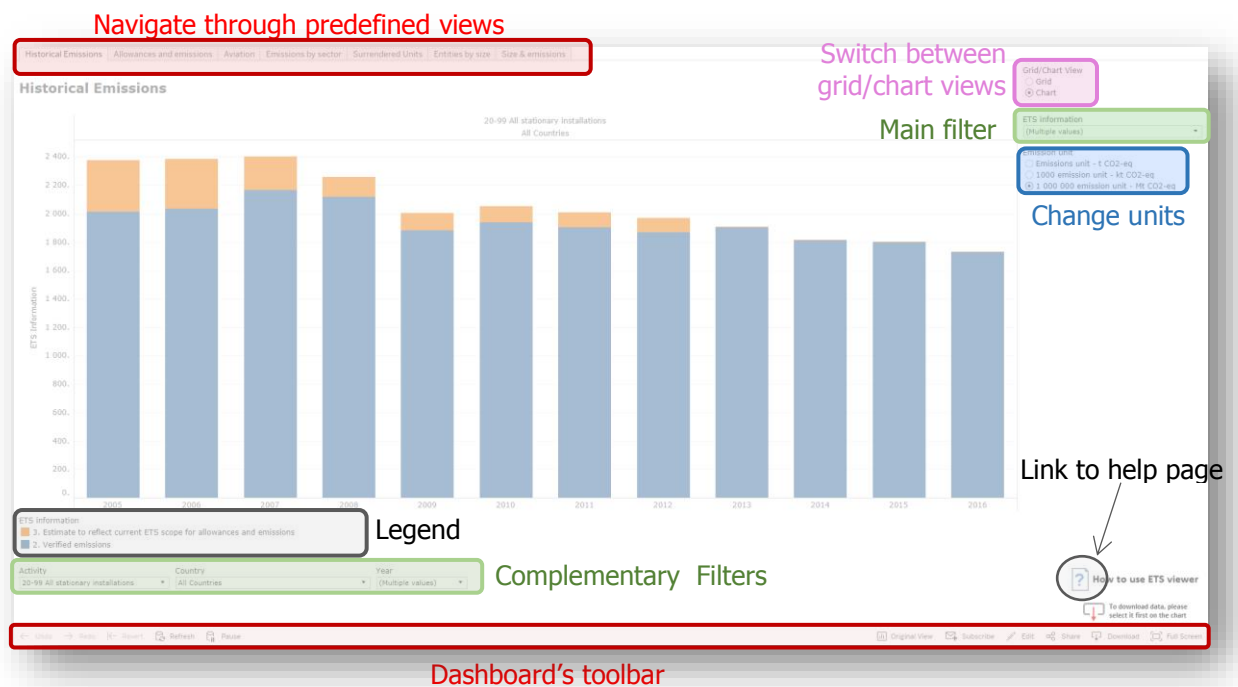 Navigate through predefined views
Historical Emissions Allowances and emissions Aviation Emissions by sector Surrendered Units Entities by size Size & emissions
Switch between
grid/chart views
Grid/Chart View
Grid
Chart
Historical Emissions
Main filter
ETS information
(Multiple values)
20-99 All stationary installations
All Countries
Emission unit
Emissions unit - t CO2-eq
1000 emission unit - kt CO2-eq
1 000 000 emission unit - Mt CO2-eq
Change units
2 400.
2 200.
2 000.
1 800.
1 600.
1 400.
1 200.
1 000.
800.
600.
400.
200.
0.
ETS Information
2005 2006 2007 2008 2009 2010 2011 2012 2013 2014 2015 2016
Link to help page
ETS information
3. Estimate to reflect current ETS scope for allowances and emissions
2. Verified emissions
Legend
Activity Country Year
20-99 All stationary installations All Countries (Multiple values)
Complementary Filters
? How to use ETS viewer
To download data, please
select it first on the chart
Undo Redo Revert Refresh Pause Original View Subscribe Edit Share Download Full Screen
Dashboard's toolbar